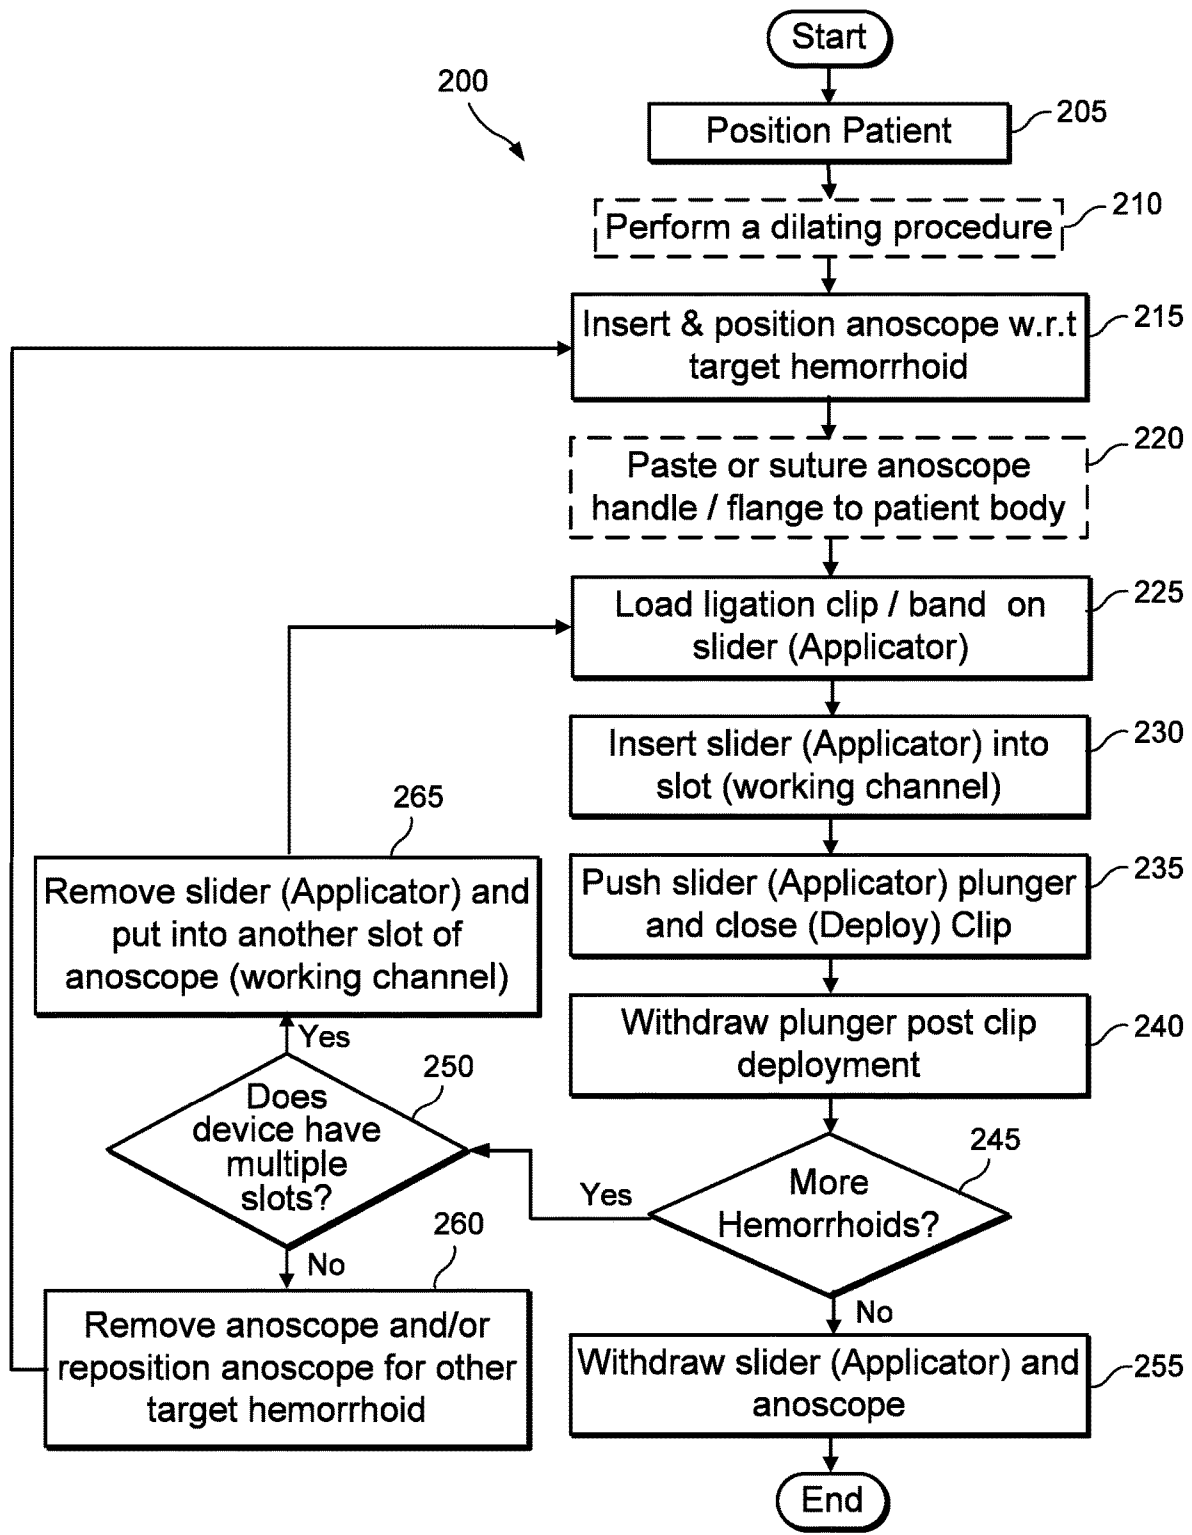 Start
200
Position Patient
205
Perform a dilating procedure
210
Insert & position anoscope w.r.t
target hemorrhoid
215
Paste or suture anoscope
handle / flange to patient body
220
Load ligation clip / band on
slider (Applicator)
225
Insert slider (Applicator) into
slot (working channel)
230
Push slider (Applicator) plunger
and close (Deploy) Clip
235
Withdraw plunger post clip
deployment
240
More
Hemorrhoids?
245
Yes
No
Does
device have
multiple
slots?
250
Yes
No
Remove slider (Applicator) and
put into another slot of
anoscope (working channel)
265
Remove anoscope and/or
reposition anoscope for other
target hemorrhoid
260
Withdraw slider (Applicator) and
anoscope
255
End